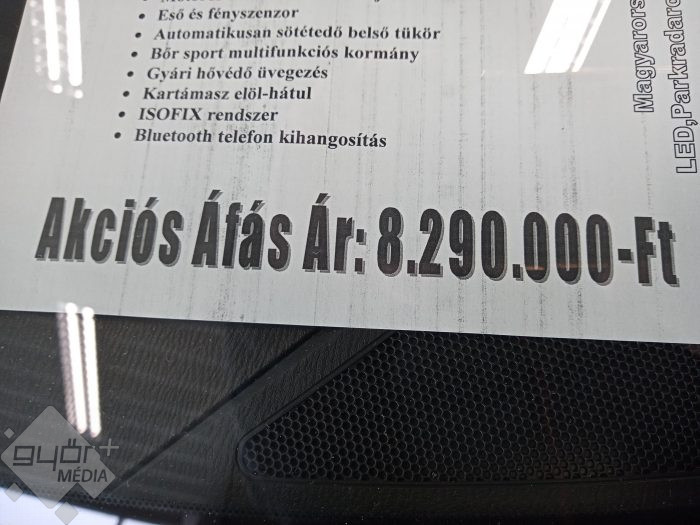 • Eső és fényszenzor
• Automatikusan sötétedő belső tükör
• Bőr sport multifunkciós kormány
• Gyári hővédő üvegezés
• Kartámasz elöl-hátul
• ISOFIX rendszer
• Bluetooth telefon kihangosítás
Akciós Áfás Ár: 8.290.000-Ft
LED,Parkradar
győr+
MÉDIA